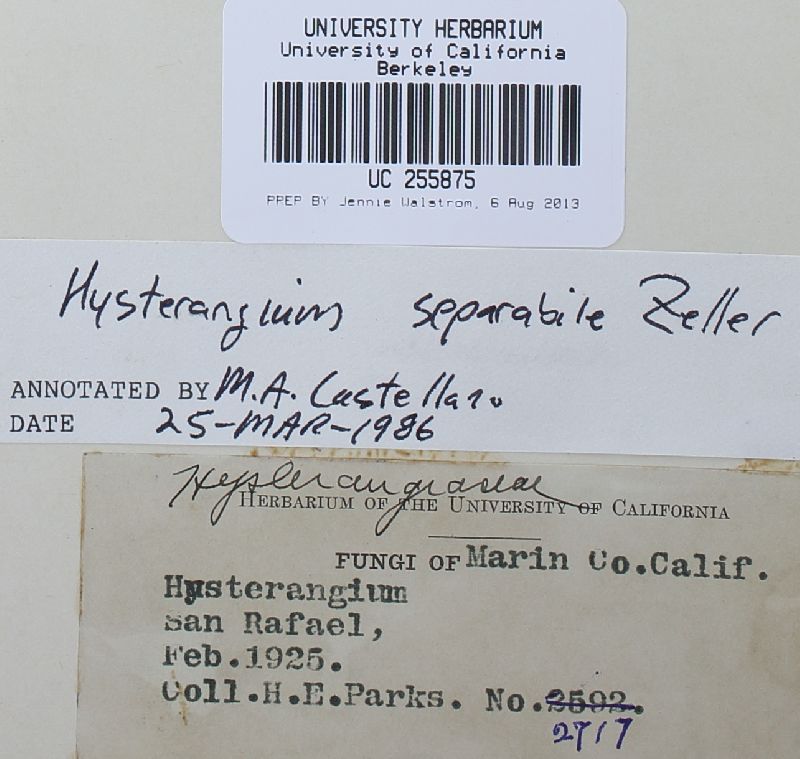 UNIVERSITY HERBARIUM
University of California
Berkeley
UC 255875
PREP BY Jennie Walstrom, 6 Aug 2013
Hysterangium separabile Zeller
ANNOTATED BY M.A. Castellano
DATE 25-MAR-1986
Hysterangiaceae
HERBARIUM OF THE UNIVERSITY OF CALIFORNIA
FUNGI OF Marin Co.Calif.
Hysterangium
San Rafael,
Feb.1925.
Coll.H.E.Parks. No.2592.
2717